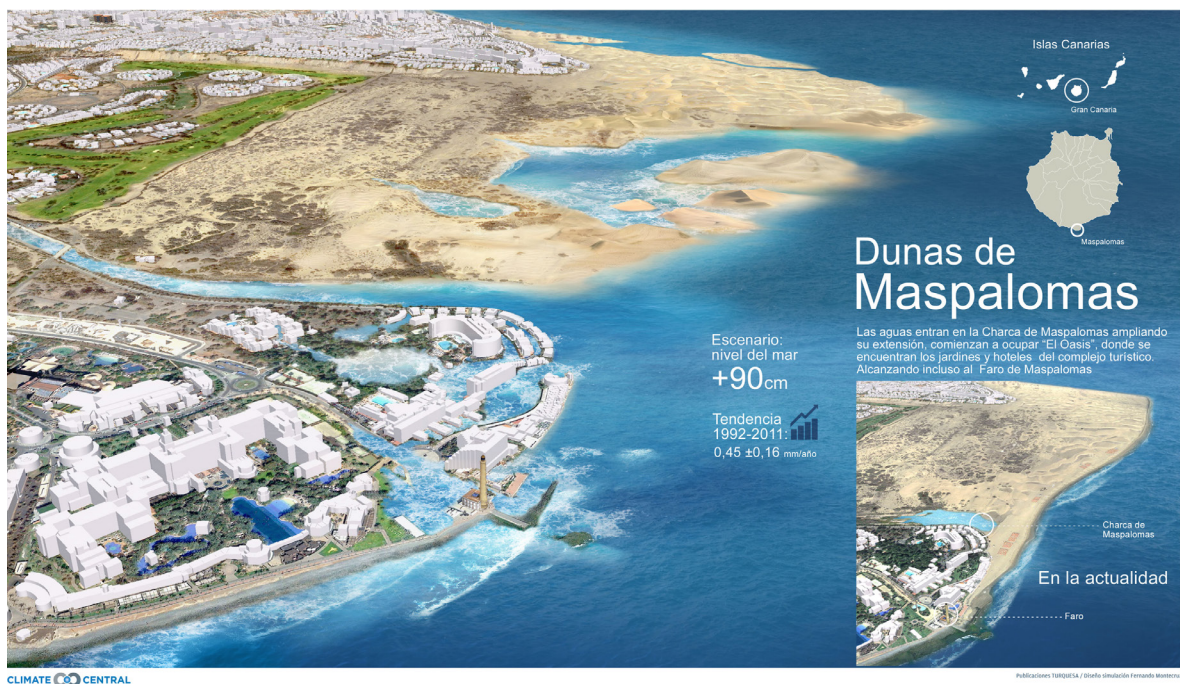 Islas Canarias
Gran Canaria
Maspalomas
Dunas de
Maspalomas
Las aguas entran en la Charca de Maspalomas ampliando
su extensión, comienzan a ocupar “El Oasis”, donde se
encuentran los jardines y hoteles del complejo turístico.
Alcanzando incluso al Faro de Maspalomas
Escenario:
nivel del mar
+90cm
Tendencia
1992-2011:
0,45 ±0,16 mm/año
Charca de
Maspalomas
En la actualidad
Faro
CLIMATE CENTRAL
Publicaciones TURQUESA / Diseño simulación Fernando Montecru